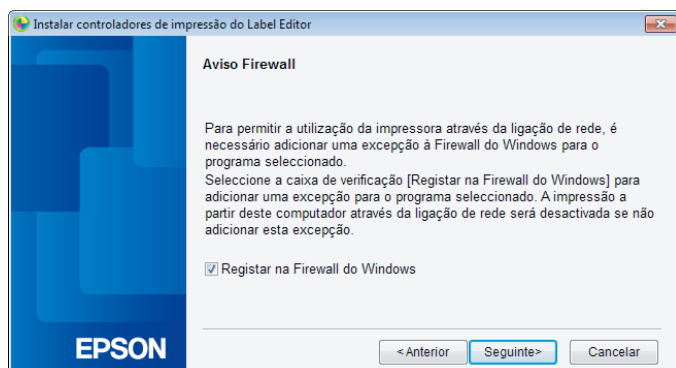 Instalar controladores de impressão do Label Editor
Aviso Firewall
Para permitir a utilização da impressora através da ligação de rede, é
necessário adicionar uma excepção à Firewall do Windows para o
programa seleccionado.
Seleccione a caixa de verificação [Registar na Firewall do Windows] para
adicionar uma excepção para o programa seleccionado. A impressão a
partir deste computador através da ligação de rede será desactivada se não
adicionar esta excepção.
Registar na Firewall do Windows
EPSON
<Anterior
Seguinte>
Cancelar